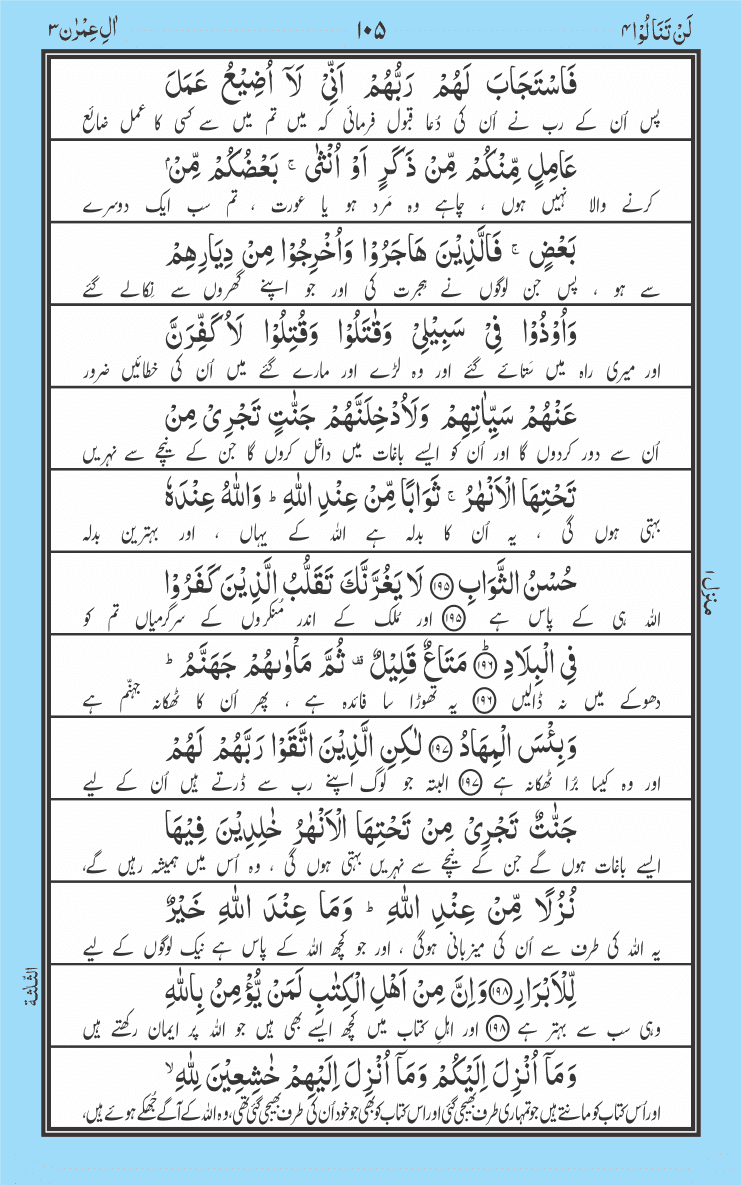 لَنْ تَنَالُوْا ۴
۱۰۵
اٰلِ عِمْرٰن ۳
فَاسْتَجَابَ لَهُمْ رَبُّهُمْ اَنِّیْ لَاۤ اُضِیْعُ عَمَلَ
پس اُن کے رب نے اُن کی دُعا قبول فرمائی کہ میں تم میں سے کسی کا عمل ضائع
عَامِلٍ مِّنْكُمْ مِّنْ ذَكَرٍ اَوْ اُنْثٰی ۚ بَعْضُكُمْ مِّنْۢ
کرنے والا نہیں ہوں ، چاہے وہ مَرد ہو یا عورت ، تم سب ایک دوسرے
بَعْضٍ ۚ فَالَّذِیْنَ هَاجَرُوْا وَاُخْرِجُوْا مِنْ دِیَارِهِمْ
سے ہو ، پس جن لوگوں نے ہجرت کی اور جو اپنے گھروں سے نِکالے گئے
وَاُوْذُوْا فِیْ سَبِیْلِیْ وَقٰتَلُوْا وَقُتِلُوْا لَاُكَفِّرَنَّ
اور میری راہ میں ستائے گئے اور وہ لڑے اور مارے گئے میں اُن کی خطائیں ضرور
عَنْهُمْ سَیِّاٰتِهِمْ وَلَاُدْخِلَنَّهُمْ جَنّٰتٍ تَجْرِیْ مِنْ
اُن سے دور کردوں گا اور اُن کو ایسے باغات میں داخل کروں گا جن کے نیچے سے نہریں
تَحْتِهَا الْاَنْهٰرُ ۚ ثَوَابًا مِّنْ عِنْدِ اللّٰهِ ؕ وَاللّٰهُ عِنْدَهٗ
بہتی ہوں گی ، یہ اُن کا بدلہ ہے اللہ کے یہاں ، اور بہترین بدلہ
حُسْنُ الثَّوَابِ ﴿۱۹۵﴾ لَا یَغُرَّنَّكَ تَقَلُّبُ الَّذِیْنَ كَفَرُوْا
اللہ ہی کے پاس ہے ﴿۱۹۵﴾ اور مُلک کے اندر مُنکروں کے سرگرمیاں تم کو
فِی الْبِلَادِ ﴿۱۹۶﴾ؕ مَتَاعٌ قَلِیْلٌ ۫ ثُمَّ مَاْوٰىهُمْ جَهَنَّمُ ؕ
دھوکے میں نہ ڈالیں ﴿۱۹۶﴾ یہ تھوڑا سا فائدہ ہے ، پھر اُن کا ٹھکانہ جہنّم ہے
وَبِئْسَ الْمِهَادُ ﴿۱۹۷﴾ لٰكِنِ الَّذِیْنَ اتَّقَوْا رَبَّهُمْ لَهُمْ
اور وہ کیسا بُرا ٹھکانہ ہے ﴿۱۹۷﴾ البتہ جو لوگ اپنے رب سے ڈرتے ہیں اُن کے لیے
جَنّٰتٌ تَجْرِیْ مِنْ تَحْتِهَا الْاَنْهٰرُ خٰلِدِیْنَ فِیْهَا
ایسے باغات ہوں گے جن کے نیچے سے نہریں بہتی ہوں گی ، وہ اُس میں ہمیشہ رہیں گے،
نُزُلًا مِّنْ عِنْدِ اللّٰهِ ؕ وَمَا عِنْدَ اللّٰهِ خَیْرٌ
یہ اللہ کی طرف سے اُن کی میزبانی ہوگی ، اور جو کچھ اللہ کے پاس ہے نیک لوگوں کے لیے
لِّلْاَبْرَارِ ﴿۱۹۸﴾ وَاِنَّ مِنْ اَهْلِ الْكِتٰبِ لَمَنْ یُّؤْمِنُ بِاللّٰهِ
وہی سب سے بہتر ہے ﴿۱۹۸﴾ اور اہلِ کتاب میں کچھ ایسے بھی ہیں جو اللہ پر ایمان رکھتے ہیں
وَمَاۤ اُنْزِلَ اِلَیْكُمْ وَمَاۤ اُنْزِلَ اِلَیْهِمْ خٰشِعِیْنَ لِلّٰهِ ۙ
اور اُس کتاب کو مانتے ہیں جو تمہاری طرف بھیجی گئی اور اس کتاب کو بھی جو خود اُن کی طرف بھیجی گئی تھی، وہ اللہ کے آگے جُھکے ہوئے ہیں،
منزل ۱
الثلٰثة